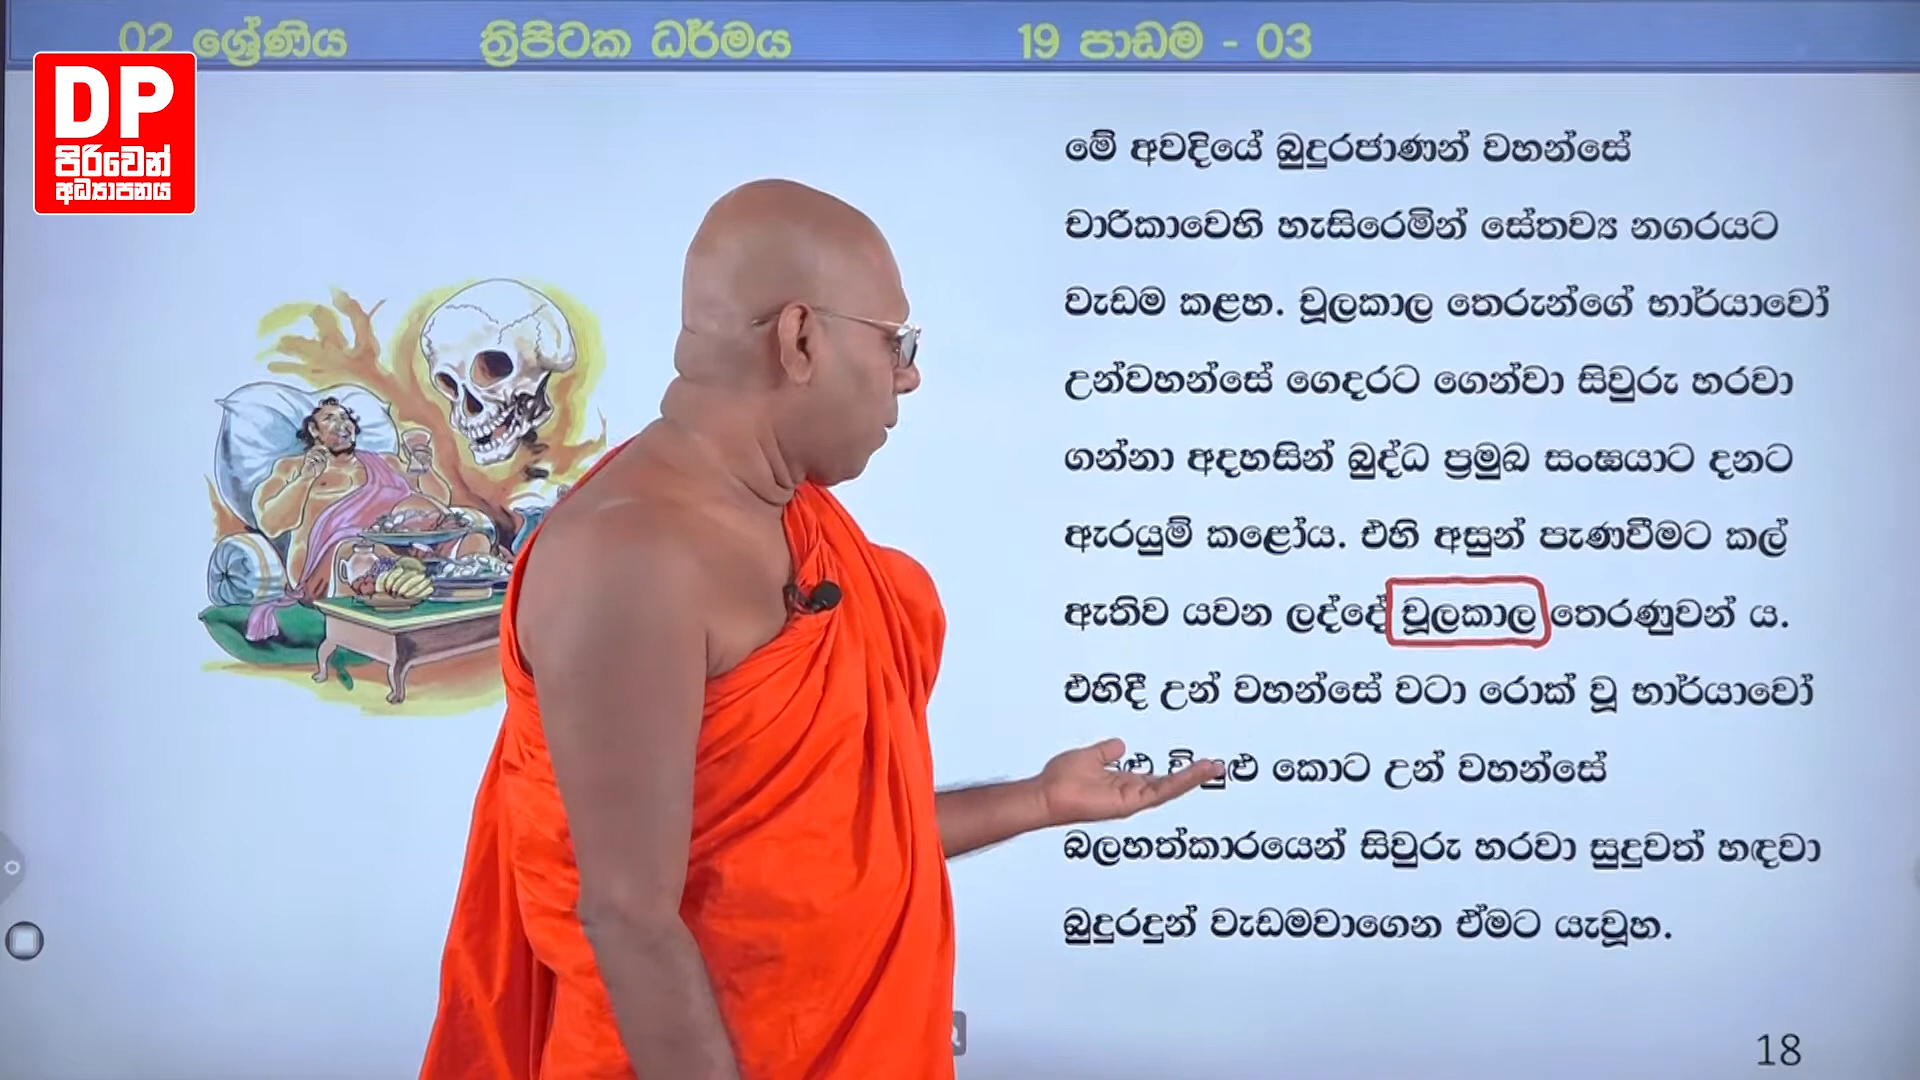 02 ශ්‍රේණිය ත්‍රිපිටක ධර්මය 19 පාඩම - 03
DP
පිරිවෙන්
අධ්‍යාපනය
මේ අවදියේ බුදුරජාණන් වහන්සේ
චාරිකාවෙහි හැසිරෙමින් සේතව්‍ය නගරයට
වැඩම කළහ. චූලකාල තෙරුන්ගේ භාර්යාවෝ
උන්වහන්සේ ගෙදරට ගෙන්වා සිවුරු හරවා
ගන්නා අදහසින් බුද්ධ ප්‍රමුඛ සංඝයාට දනට
ඇරයුම් කළෝය. එහි අසුන් පැණවීමට කල්
ඇතිව යවන ලද්දේ චූලකාල තෙරණුවන් ය.
එහිදී උන් වහන්සේ වටා රොක් වූ භාර්යාවෝ
කොට උන් වහන්සේ
බලහත්කාරයෙන් සිවුරු හරවා සුදුවත් හඳවා
බුදුරදුන් වැඩමවාගෙන ඒමට යැවූහ.
18